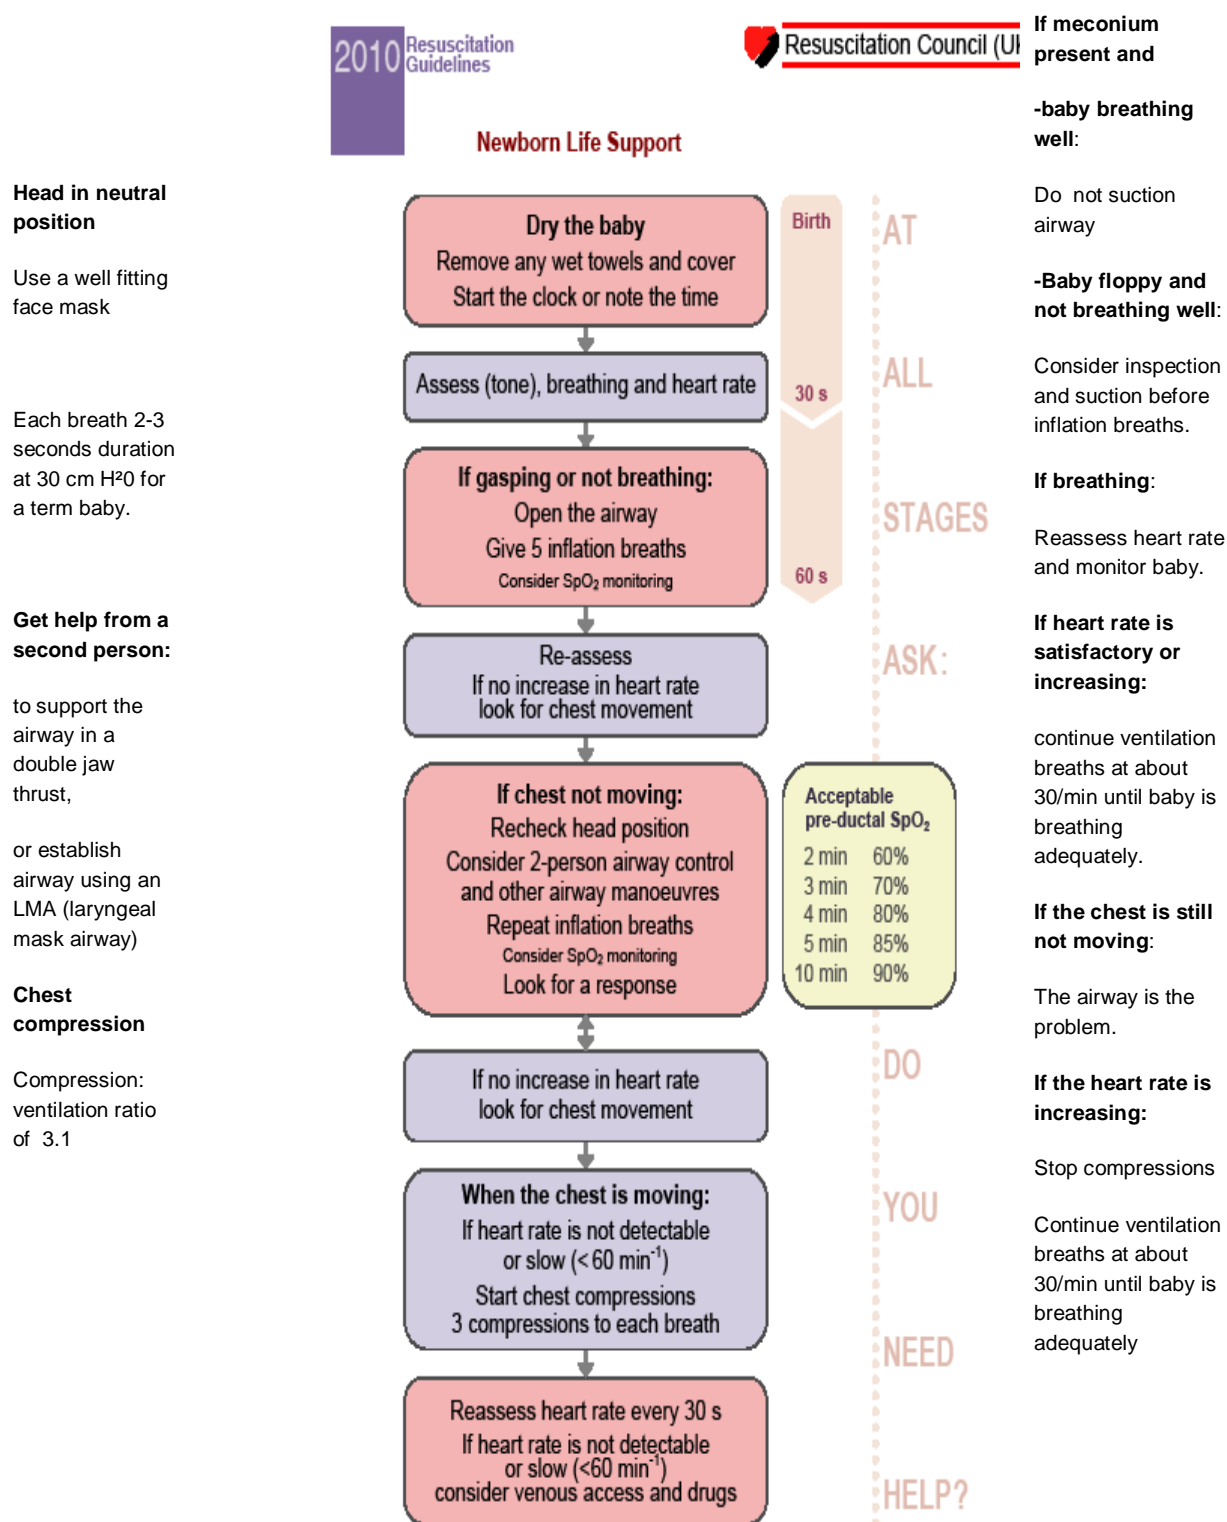 2010 Resuscitation
Guidelines
Resuscitation Council (U
Newborn Life Support
Head in neutral
position
Use a well fitting
face mask
Each breath 2-3
seconds duration
at 30 cm H²0 for
a term baby.
Get help from a
second person:
to support the
airway in a
double jaw
thrust,
or establish
airway using an
LMA (laryngeal
mask airway)
Chest
compression
Compression:
ventilation ratio
of 3.1
Dry the baby
Remove any wet towels and cover
Start the clock or note the time
Assess (tone), breathing and heart rate
If gasping or not breathing:
Open the airway
Give 5 inflation breaths
Consider SpO₂ monitoring
Re-assess
If no increase in heart rate
look for chest movement
If chest not moving:
Recheck head position
Consider 2-person airway control
and other airway manoeuvres
Repeat inflation breaths
Consider SpO₂ monitoring
Look for a response
If no increase in heart rate
look for chest movement
When the chest is moving:
If heart rate is not detectable
or slow (< 60 min⁻¹)
Start chest compressions
3 compressions to each breath
Reassess heart rate every 30 s
If heart rate is not detectable
or slow (<60 min⁻¹)
consider venous access and drugs
Birth
30 s
60 s
Acceptable
pre-ductal SpO₂
2 min 60%
3 min 70%
4 min 80%
5 min 85%
10 min 90%
AT
ALL
STAGES
ASK:
DO
YOU
NEED
HELP?
If meconium
present and
-baby breathing
well:
Do not suction
airway
-Baby floppy and
not breathing well:
Consider inspection
and suction before
inflation breaths.
If breathing:
Reassess heart rate
and monitor baby.
If heart rate is
satisfactory or
increasing:
continue ventilation
breaths at about
30/min until baby is
breathing
adequately.
If the chest is still
not moving:
The airway is the
problem.
If the heart rate is
increasing:
Stop compressions
Continue ventilation
breaths at about
30/min until baby is
breathing
adequately